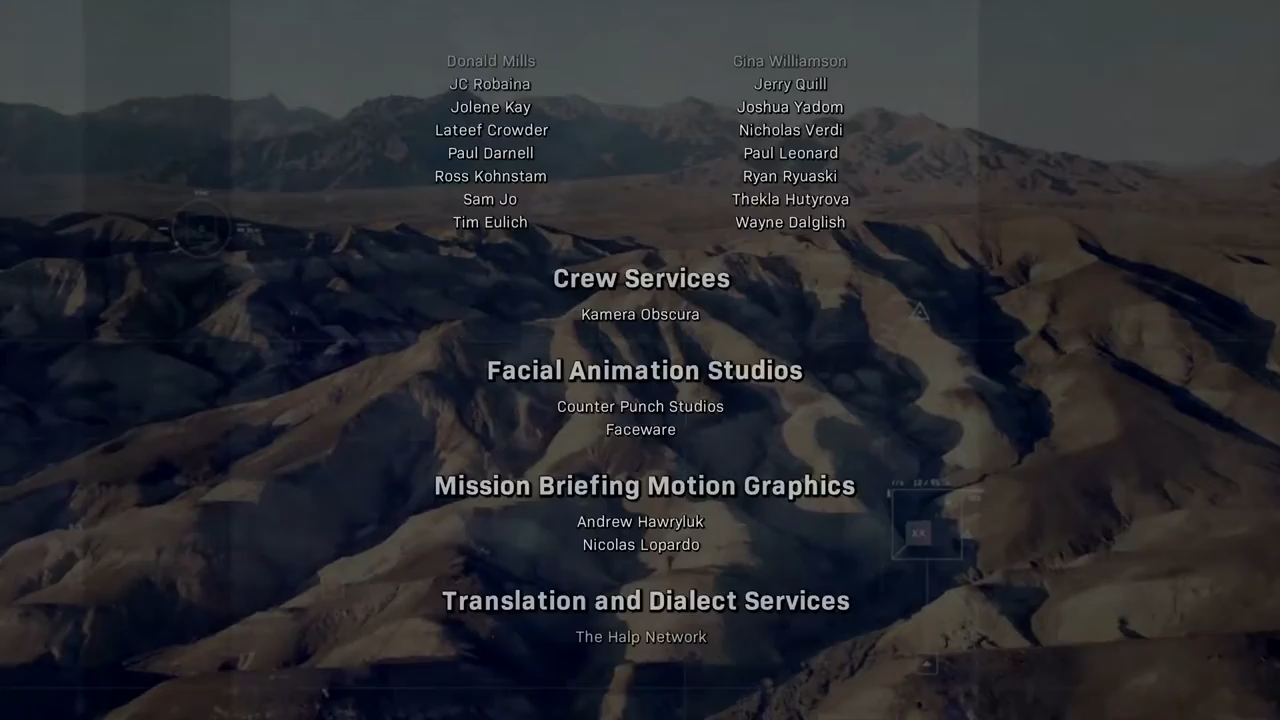 Donald Mills Gina Williamson
JC Robaina Jerry Quill
Jolene Kay Joshua Yadom
Lateef Crowder Nicholas Verdi
Paul Darnell Paul Leonard
Ross Kohnstam Ryan Ryuaski
Sam Jo Thekla Hutyrova
Tim Eulich Wayne Dalglish
Crew Services
Kamera Obscura
Facial Animation Studios
Counter Punch Studios
Faceware
Mission Briefing Motion Graphics
Andrew Hawryluk
Nicolas Lopardo
Translation and Dialect Services
The Halp Network